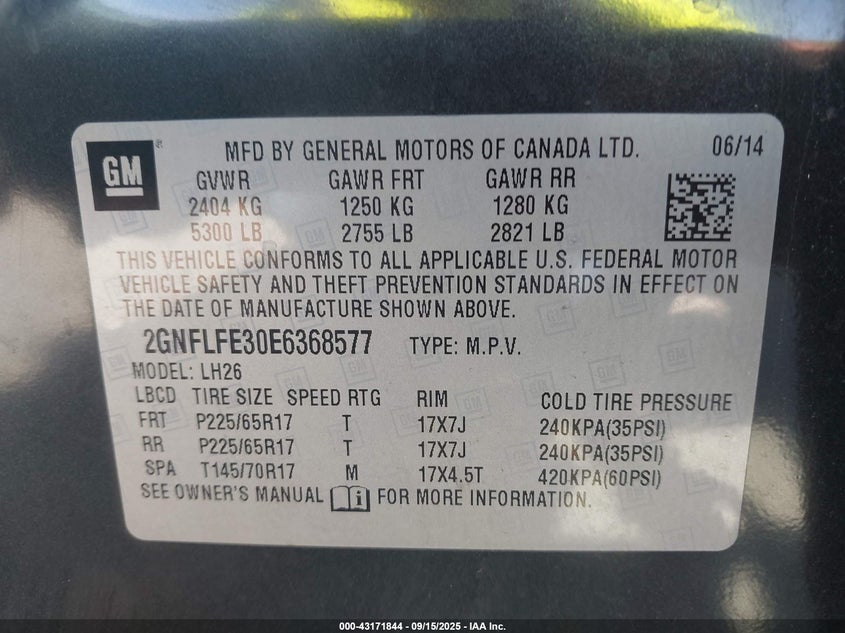 GM
MFD BY GENERAL MOTORS OF CANADA LTD. 06/14
GVWR GAWR FRT GAWR RR
2404 KG 1250 KG 1280 KG
5300 LB 2755 LB 2821 LB
THIS VEHICLE CONFORMS TO ALL APPLICABLE U.S. FEDERAL MOTOR
VEHICLE SAFETY AND THEFT PREVENTION STANDARDS IN EFFECT ON
THE DATE OF MANUFACTURE SHOWN ABOVE.
2GNFLFE30E6368577 TYPE: M.P.V.
MODEL: LH26
LBCD TIRE SIZE SPEED RTG RIM COLD TIRE PRESSURE
FRT P225/65R17 T 17X7J 240KPA(35PSI)
RR P225/65R17 T 17X7J 240KPA(35PSI)
SPA T145/70R17 M 17X4.5T 420KPA(60PSI)
SEE OWNER'S MANUAL i FOR MORE INFORMATION.
000-43171844 - 09/15/2025 - IAA Inc.